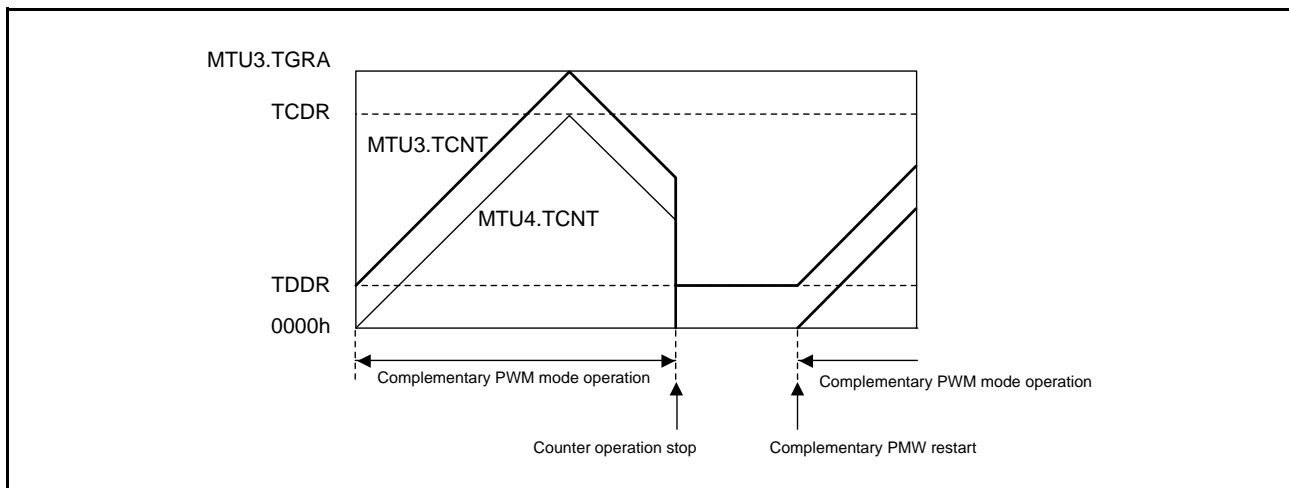 MTU3.TGRA
TCDR
MTU3.TCNT
MTU4.TCNT
TDDR
0000h
Complementary PWM mode operation
Complementary PWM mode operation
Counter operation stop
Complementary PMW restart